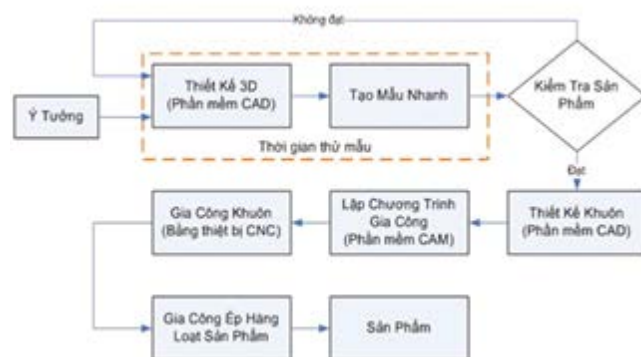 Không đạt
Thiết Kế 3D
(Phần mềm CAD)
Tạo Mẫu Nhanh
Kiểm Tra Sản
Phẩm
Ý Tưởng
Thời gian thử mẫu
Đạt
Gia Công Khuôn
(Bằng thiết bị CNC)
Lập Chương Trình
Gia Công
(Phần mềm CAM)
Thiết Kế Khuôn
(Phần mềm CAD)
Gia Công Ép Hàng
Loạt Sản Phẩm
Sản Phẩm